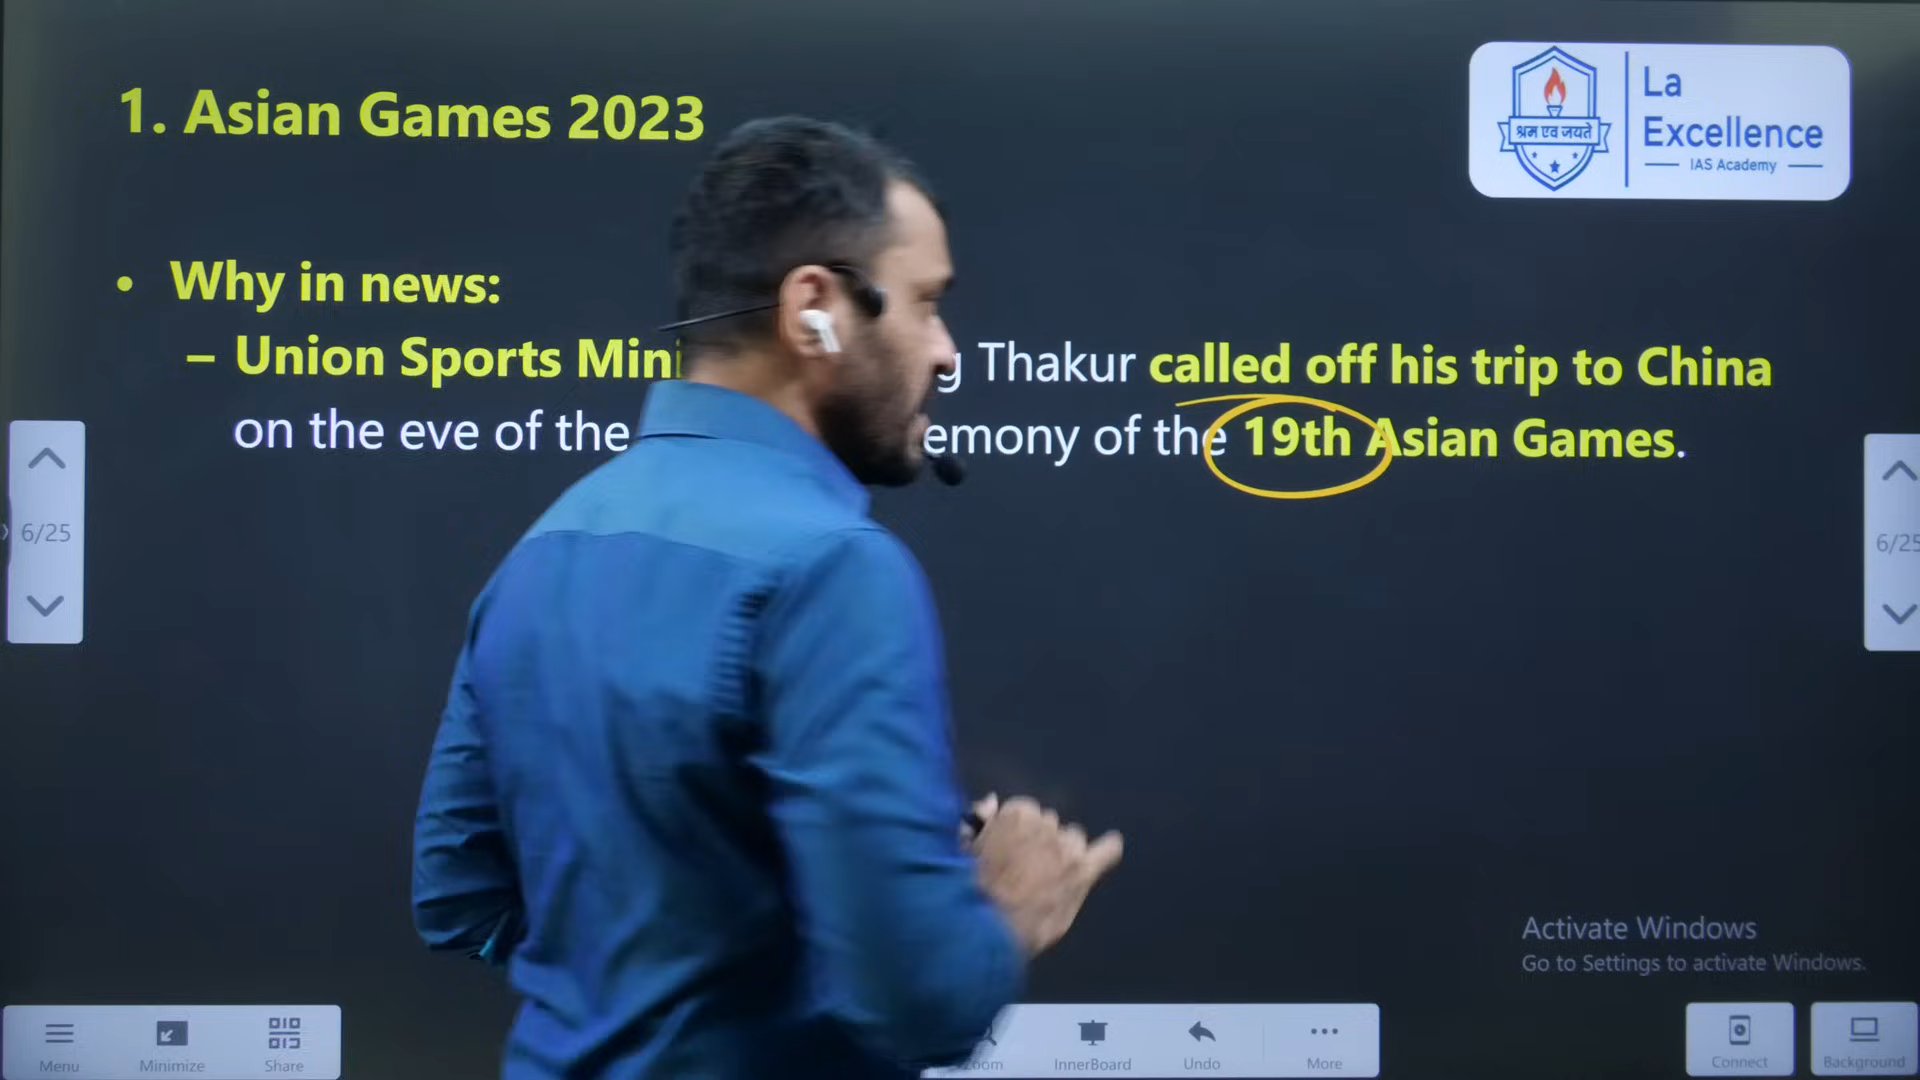 1. Asian Games 2023
La
Excellence
IAS Academy
श्रम एव जयते
• Why in news:
– Union Sports Thakur called off his trip to China
on the eve of the of the 19th Asian Games.
6/25
6/25
Activate Windows
Go to Settings to activate Windows.
Menu
Minimize
Share
InnerBoard
Undo
More
Connect
Background